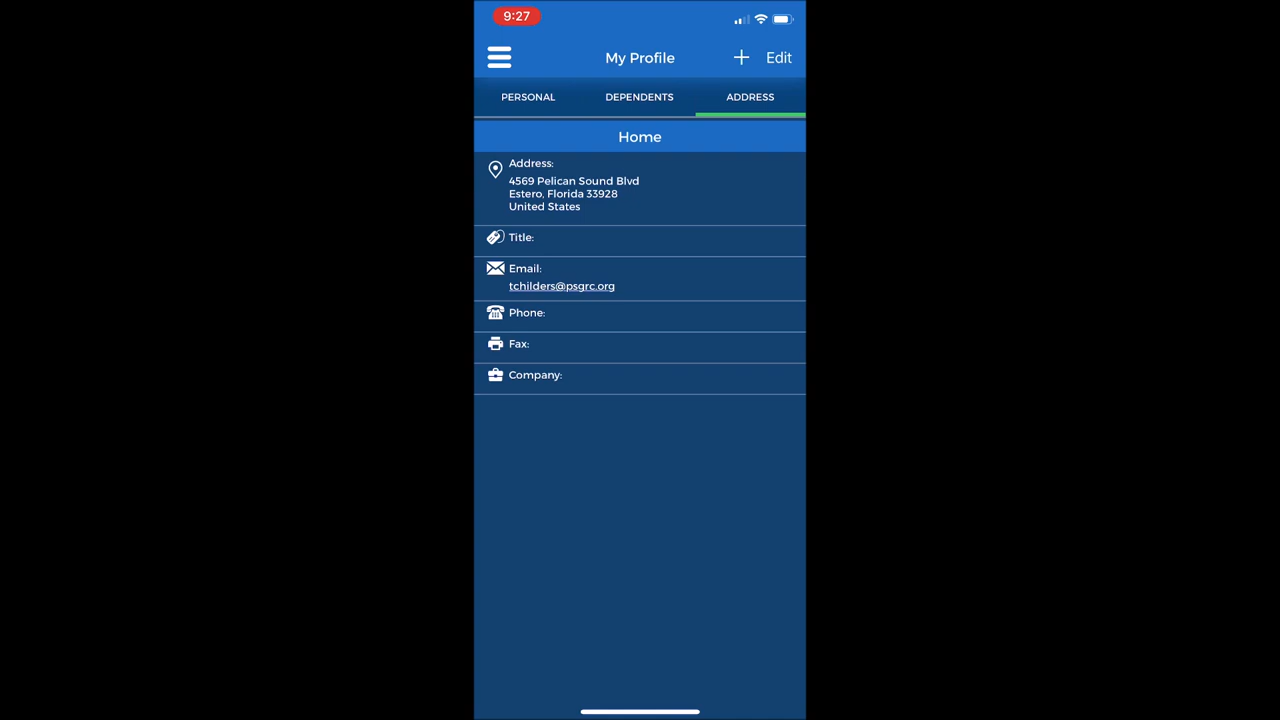 9:27
My Profile
Edit
PERSONAL DEPENDENTS ADDRESS
Home
Address:
4569 Pelican Sound Blvd
Estero, Florida 33928
United States
Title:
Email:
tchilders@psgrc.org
Phone:
Fax:
Company: